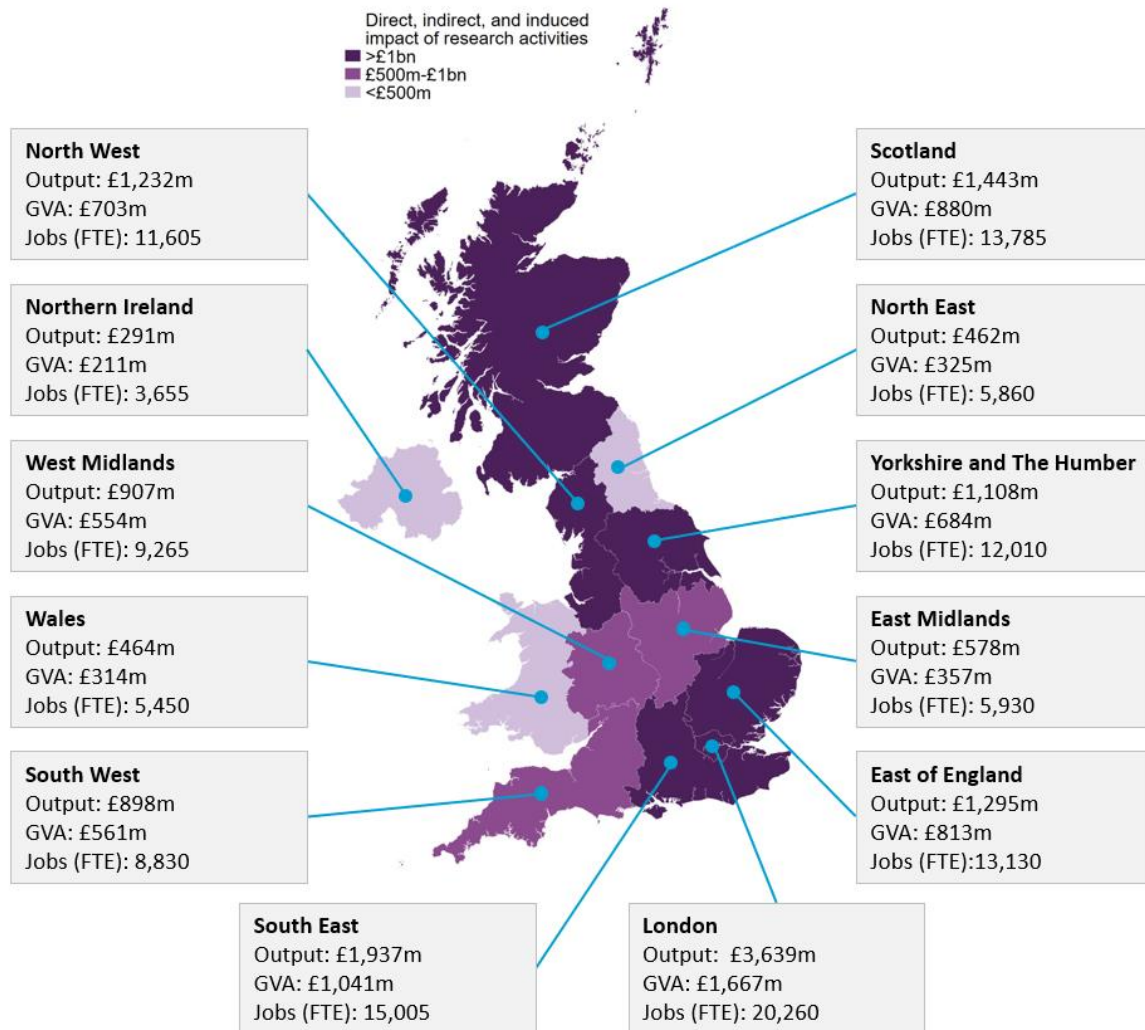 Direct, indirect, and induced
impact of research activities
>£1bn
£500m-£1bn
<£500m
North West
Output: £1,232m
GVA: £703m
Jobs (FTE): 11,605
Scotland
Output: £1,443m
GVA: £880m
Jobs (FTE): 13,785
Northern Ireland
Output: £291m
GVA: £211m
Jobs (FTE): 3,655
North East
Output: £462m
GVA: £325m
Jobs (FTE): 5,860
West Midlands
Output: £907m
GVA: £554m
Jobs (FTE): 9,265
Yorkshire and The Humber
Output: £1,108m
GVA: £684m
Jobs (FTE): 12,010
Wales
Output: £464m
GVA: £314m
Jobs (FTE): 5,450
East Midlands
Output: £578m
GVA: £357m
Jobs (FTE): 5,930
South West
Output: £898m
GVA: £561m
Jobs (FTE): 8,830
East of England
Output: £1,295m
GVA: £813m
Jobs (FTE):13,130
South East
Output: £1,937m
GVA: £1,041m
Jobs (FTE): 15,005
London
Output: £3,639m
GVA: £1,667m
Jobs (FTE): 20,260